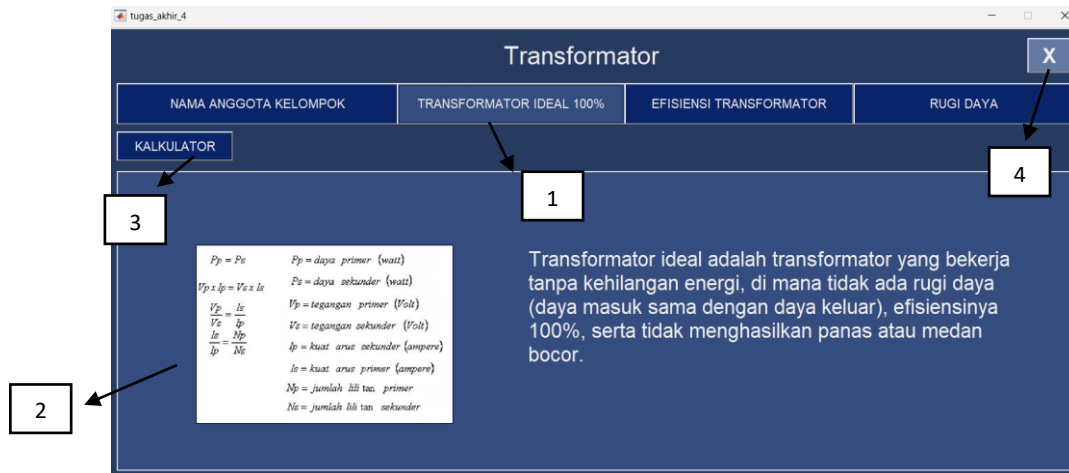 tugas_akhir_4
Transformator
X
NAMA ANGGOTA KELOMPOK
TRANSFORMATOR IDEAL 100%
EFISIENSI TRANSFORMATOR
RUGI DAYA
KALKULATOR
1
4
3
2
Pp = Ps
Vp x Ip = Vs x Is
Vp/Vs = Is/Ip
Is/Ip = Np/Ns
Pp = daya primer (watt)
Ps = daya sekunder (watt)
Vp = tegangan primer (Volt)
Vs = tegangan sekunder (Volt)
Ip = kuat arus sekunder (ampere)
Is = kuat arus primer (ampere)
Np = jumlah lili tan primer
Ns = jumlah lili tan sekunder
Transformator ideal adalah transformator yang bekerja
tanpa kehilangan energi, di mana tidak ada rugi daya
(daya masuk sama dengan daya keluar), efisiensinya
100%, serta tidak menghasilkan panas atau medan
bocor.